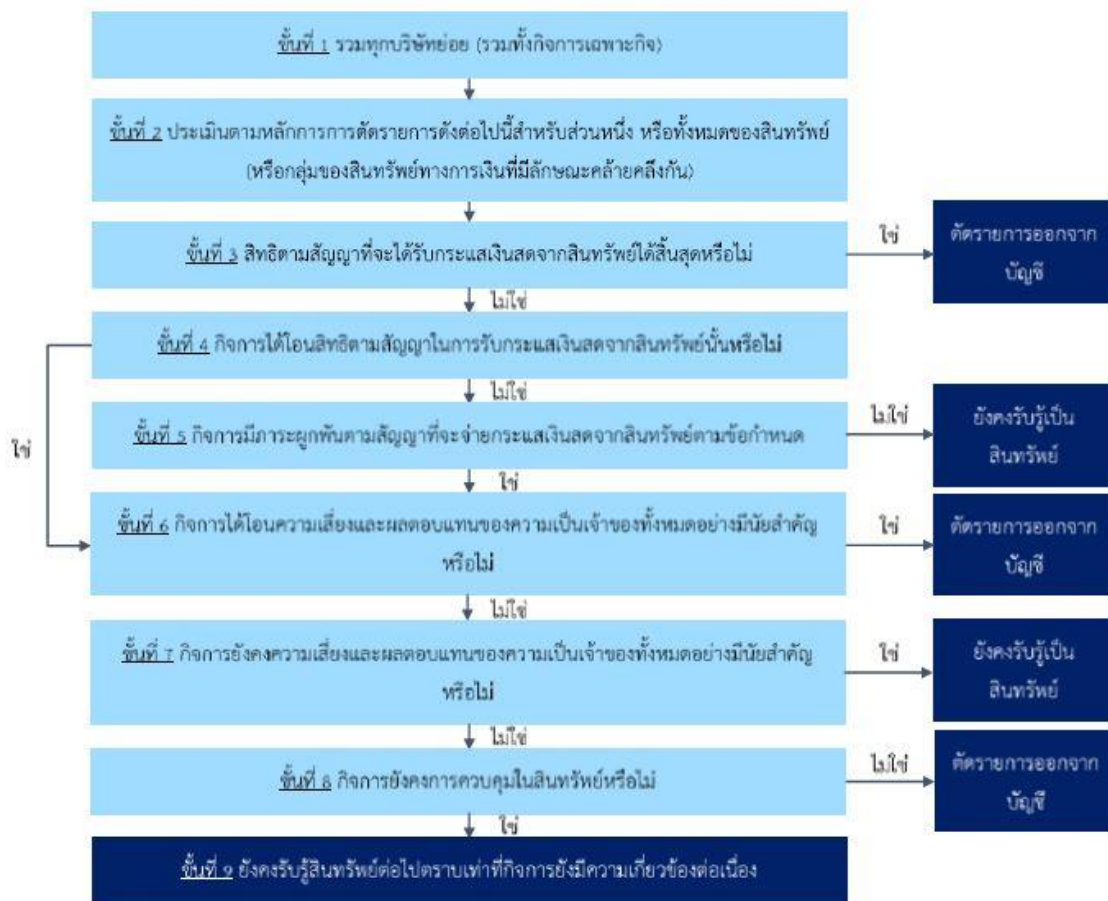 ขั้นที่ 1 รวมทุกบริษัทย่อย (รวมทั้งกิจการเฉพาะกิจ)
ขั้นที่ 2 ประเมินตามหลักการการตัดรายการดังต่อไปนี้สำหรับส่วนหนึ่ง หรือทั้งหมดของสินทรัพย์
(หรือกลุ่มของสินทรัพย์ทางการเงินที่มีลักษณะคล้ายคลึงกัน)
ขั้นที่ 3 สิทธิตามสัญญาที่จะได้รับกระแสเงินสดจากสินทรัพย์ได้สิ้นสุดหรือไม่
ใช่
ตัดรายการออกจาก
บัญชี
ไม่ใช่
ขั้นที่ 4 กิจการได้โอนสิทธิตามสัญญาในการรับกระแสเงินสดจากสินทรัพย์นั้นหรือไม่
ใช่
ไม่ใช่
ขั้นที่ 5 กิจการมีภาระผูกพันตามสัญญาที่จะจ่ายกระแสเงินสดจากสินทรัพย์ตามข้อกำหนด
ไม่ใช่
ยังคงรับรู้เป็น
สินทรัพย์
ใช่
ขั้นที่ 6 กิจการได้โอนความเสี่ยงและผลตอบแทนของความเป็นเจ้าของทั้งหมดอย่างมีนัยสำคัญ
หรือไม่
ใช่
ตัดรายการออกจาก
บัญชี
ไม่ใช่
ขั้นที่ 7 กิจการยังคงความเสี่ยงและผลตอบแทนของความเป็นเจ้าของทั้งหมดอย่างมีนัยสำคัญ
หรือไม่
ใช่
ยังคงรับรู้เป็น
สินทรัพย์
ไม่ใช่
ขั้นที่ 8 กิจการยังคงการควบคุมในสินทรัพย์หรือไม่
ไม่ใช่
ตัดรายการออกจาก
บัญชี
ใช่
ขั้นที่ 9 ยังคงรับรู้สินทรัพย์ต่อไปตราบเท่าที่กิจการยังมีความเกี่ยวข้องต่อเนื่อง